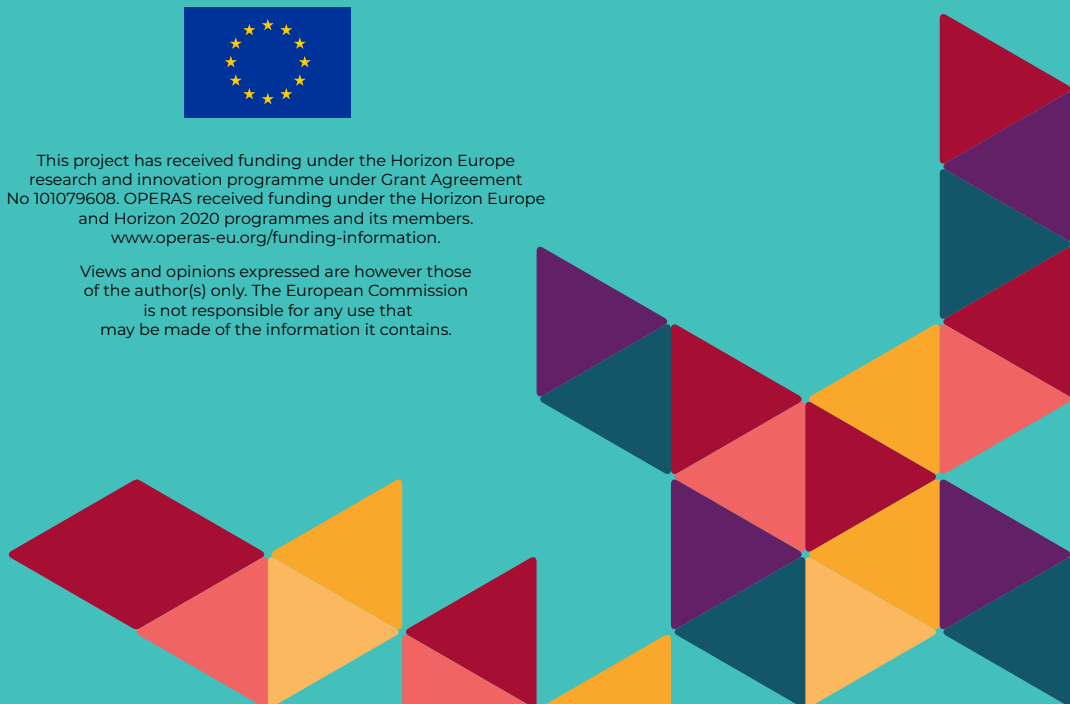 This project has received funding under the Horizon Europe
research and innovation programme under Grant Agreement
No 101079608. OPERAS received funding under the Horizon Europe
and Horizon 2020 programmes and its members.
www.operas-eu.org/funding-information.
Views and opinions expressed are however those
of the author(s) only. The European Commission
is not responsible for any use that
may be made of the information it contains.